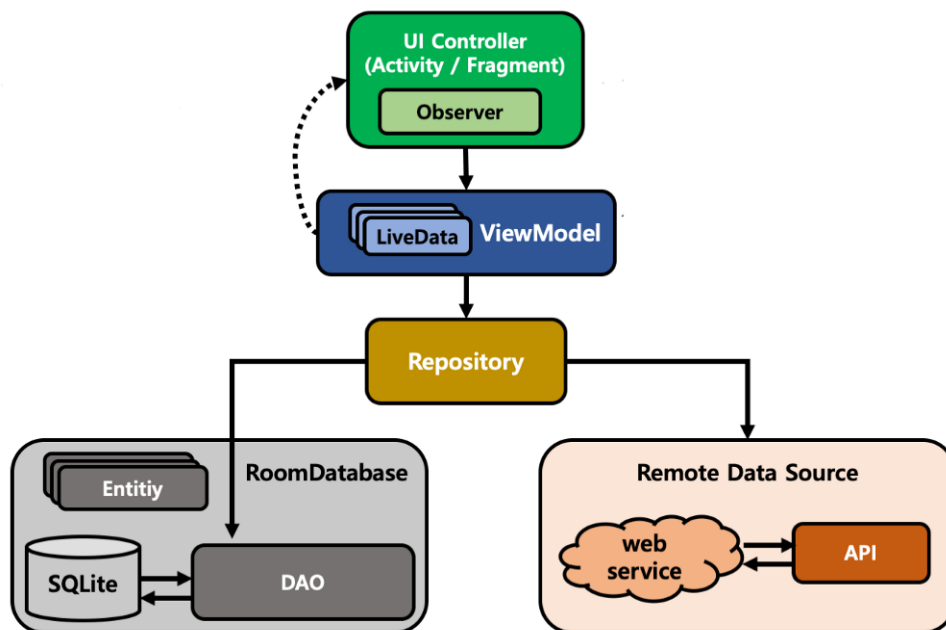 UI Controller
(Activity / Fragment)
Observer
LiveData
ViewModel
Repository
Entitiy
RoomDatabase
SQLite
DAO
Remote Data Source
web
service
API